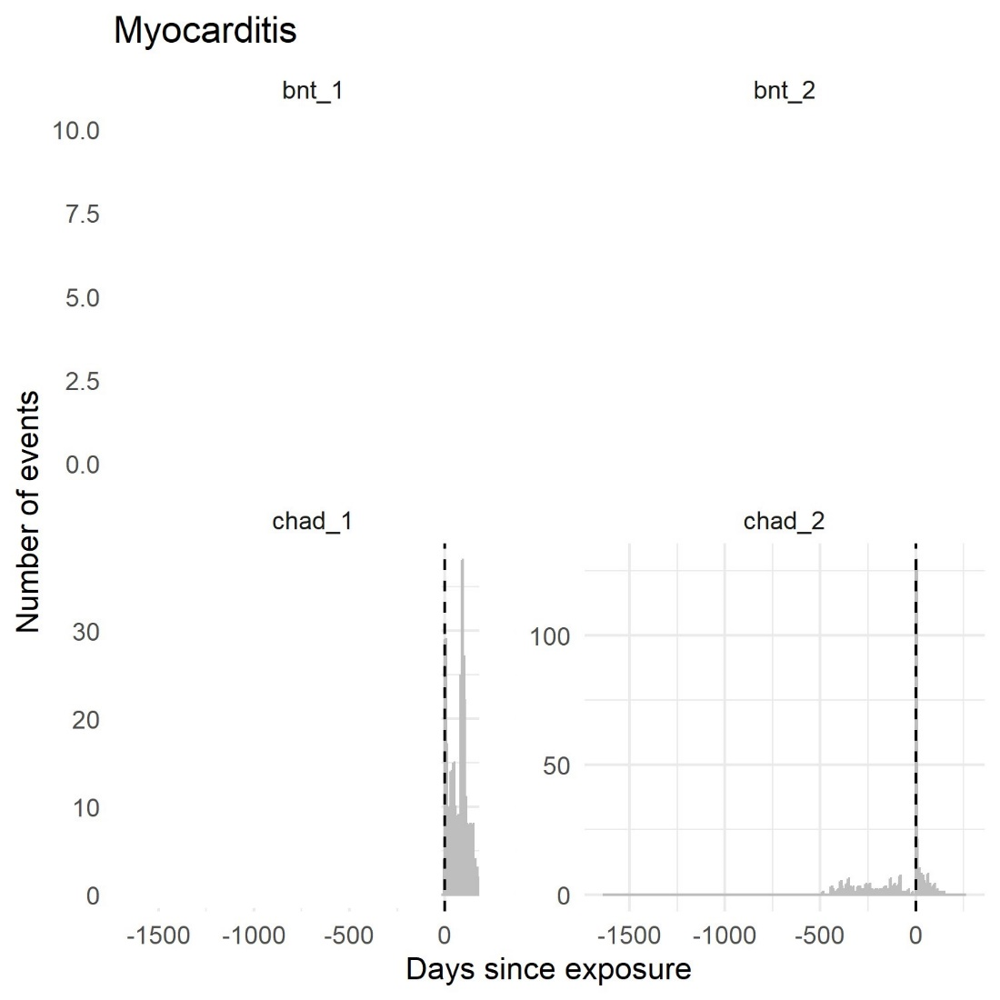 Myocarditis
bnt_1
bnt_2
10.0
7.5
5.0
2.5
0.0
Number of events
chad_1
chad_2
30
20
10
0
100
50
0
-1500 -1000 -500 0
-1500 -1000 -500 0
Days since exposure